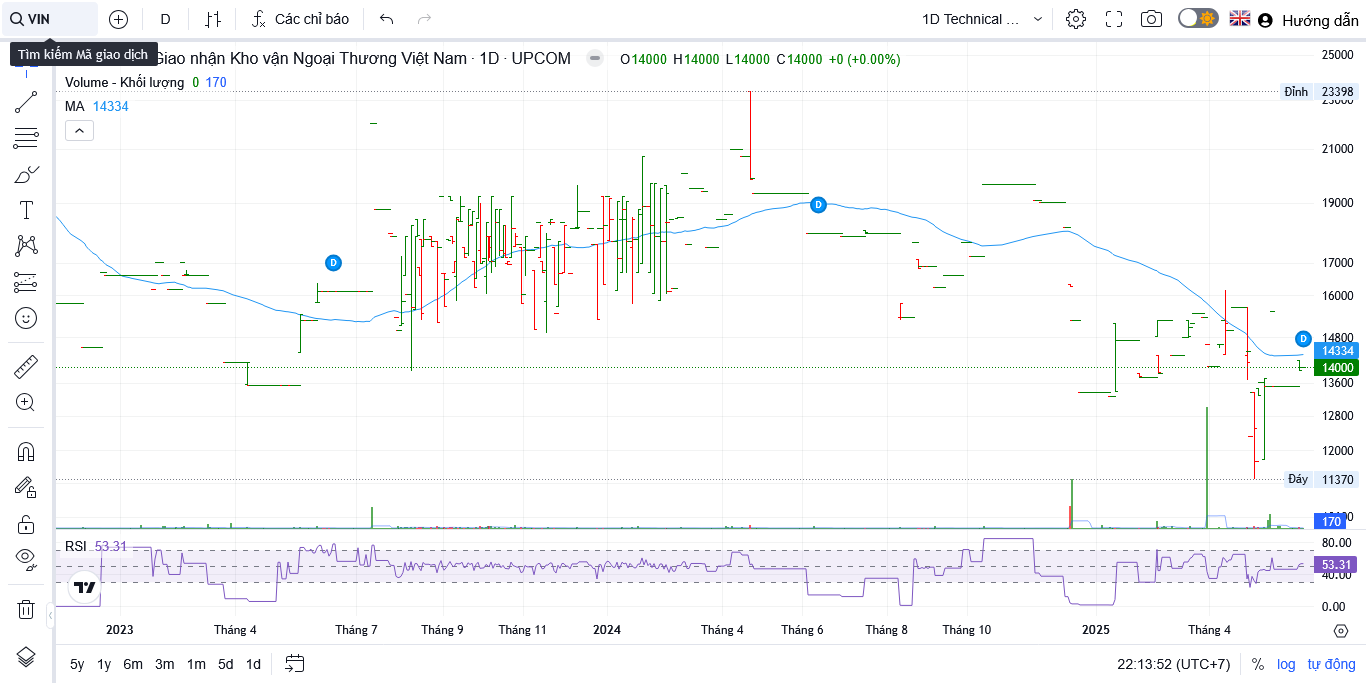 VIN
D
Các chỉ báo
1D Technical ...
Hướng dẫn
Tìm kiếm Mã giao dịch
Giao nhận Kho vận Ngoại Thương Việt Nam · 1D · UPCOM
O14000 H14000 L14000 C14000 +0 (+0.00%)
Volume - Khối lượng 0 170
MA 14334
25000
Đỉnh 23398
23000
21000
19000
D
17000
D
16000
14800
D
14334
14000
13600
12800
12000
Đáy 11370
170
RSI 53.31
80.00
53.31
40.00
0.00
2023 Tháng 4 Tháng 7 Tháng 9 Tháng 11 2024 Tháng 4 Tháng 6 Tháng 8 Tháng 10 2025 Tháng 4
5y 1y 6m 3m 1m 5d 1d
22:13:52 (UTC+7) % log tự động